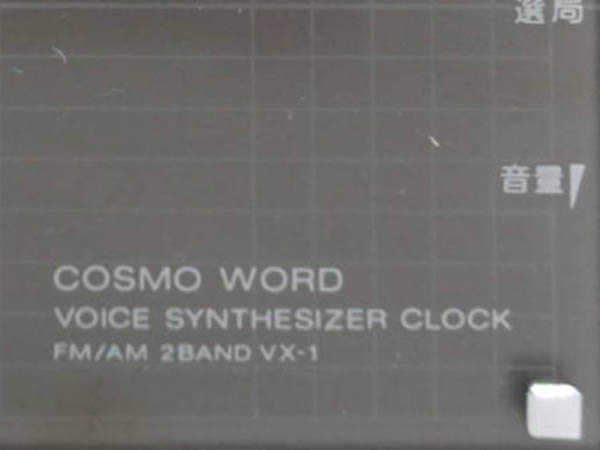 選局
音量
COSMO WORD
VOICE SYNTHESIZER CLOCK
FM/AM 2BAND VX-1